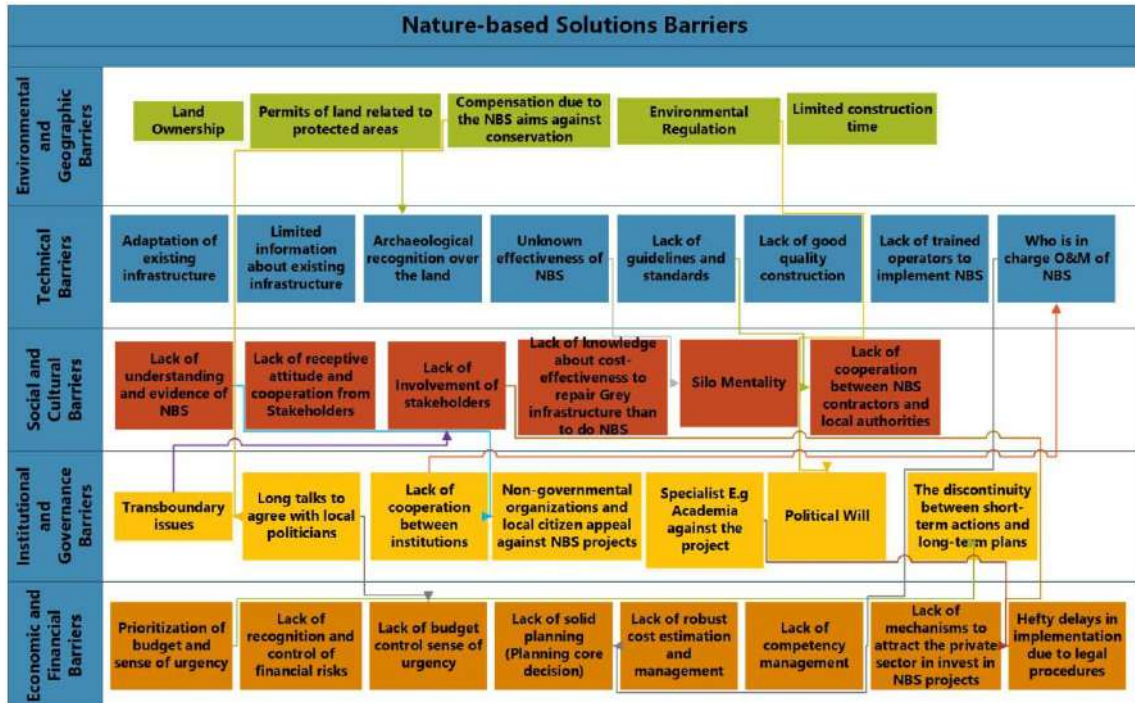 Nature-based Solutions Barriers
Environmental
and
Geographic
Barriers
Land
Ownership
Permits of land related to
protected areas
Compensation due to
the NBS aims against
conservation
Environmental
Regulation
Limited construction
time
Technical
Barriers
Adaptation of
existing
infrastructure
Limited
information about
existing
infrastructure
Archaeological
recognition over
the land
Unknown
effectiveness of
NBS
Lack of
guidelines and
standards
Lack of good
quality
construction
Lack of trained
operators to
implement NBS
Who is in
charge O&M of
NBS
Social and
Cultural
Barriers
Lack of
understanding
and evidence of
NBS
Lack of receptive
attitude and
cooperation from
Stakeholders
Lack of
Involvement of
stakeholders
Lack of knowledge
about cost-
effectiveness to
repair Grey
infrastructure than
to do NBS
Silo Mentality
Lack of
cooperation
between NBS
contractors and
local authorities
Institutional
and
Governance
Barriers
Transboundary
issues
Long talks to
agree with local
politicians
Lack of
cooperation
between
institutions
Non-governmental
organizations and
local citizen appeal
against NBS projects
Specialist E.g
Academia
against the
project
Political Will
The discontinuity
between short-
term actions and
long-term plans
Economic and
Financial
Barriers
Prioritization of
budget and
sense of urgency
Lack of
recognition and
control of
financial risks
Lack of budget
control sense of
urgency
Lack of solid
planning
(Planning core
decision)
Lack of robust
cost estimation
and
management
Lack of
competency
management
Lack of
mechanisms to
attract the private
sector in invest in
NBS projects
Hefty delays in
implementation
due to legal
procedures